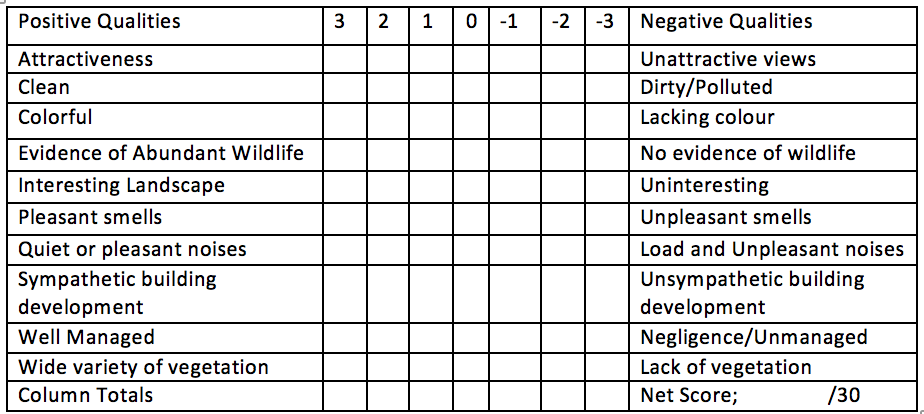 Positive Qualities 3 2 1 0 -1 -2 -3 Negative Qualities
Attractiveness Unattractive views
Clean Dirty/Polluted
Colorful Lacking colour
Evidence of Abundant Wildlife No evidence of wildlife
Interesting Landscape Uninteresting
Pleasant smells Unpleasant smells
Quiet or pleasant noises Load and Unpleasant noises
Sympathetic building Unsympathetic building
development development
Well Managed Negligence/Unmanaged
Wide variety of vegetation Lack of vegetation
Column Totals Net Score; /30